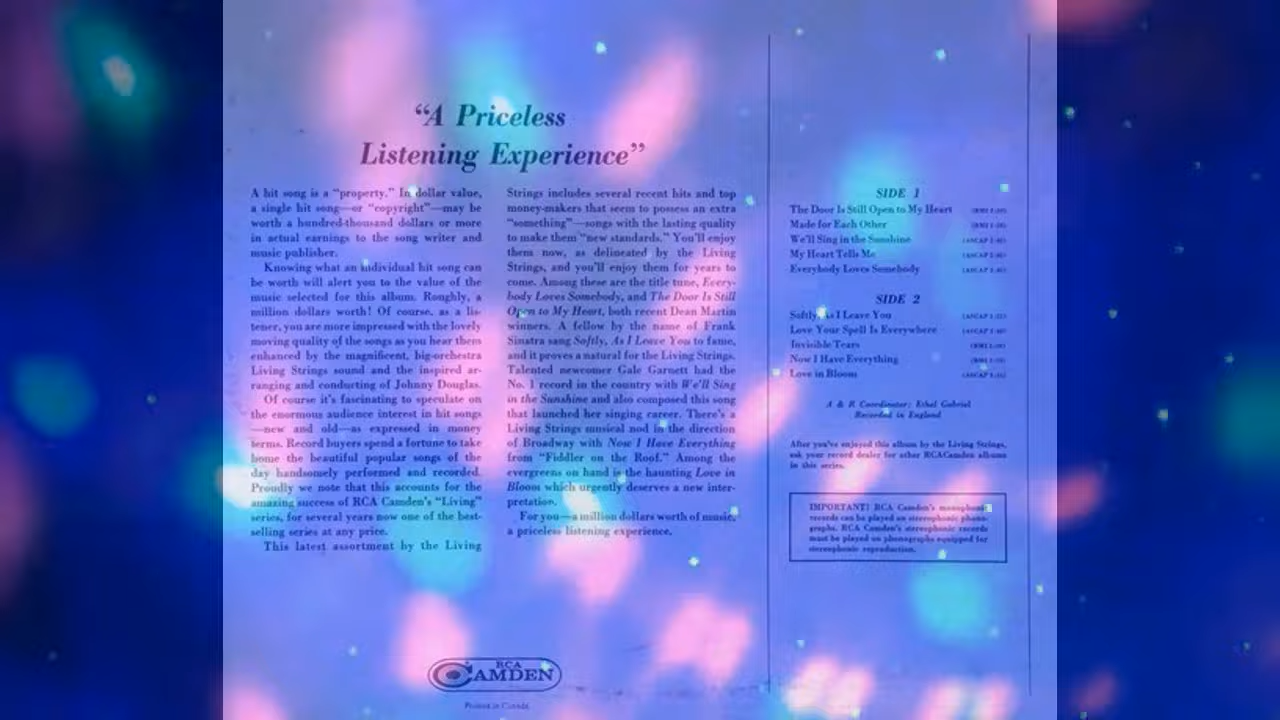 “A Priceless
Listening Experience”
A hit song is a “property.” In dollar value,
a single hit song—or “copyright”—may be
worth a hundred-thousand dollars or more
in actual earnings to the song writer and
music publisher.
Knowing what an individual hit song can
be worth will alert you to the value of the
music selected for this album. Roughly, a
million dollars worth! Of course, as a lis-
tener, you are more impressed with the lovely
moving quality of the songs as you hear them
enhanced by the magnificent, big-orchestra
Living Strings sound and the inspired ar-
ranging and conducting of Johnny Douglas.
Of course it’s fascinating to speculate on
the enormous audience interest in hit songs
—new and old—as expressed in money
terms. Record buyers spend a fortune to take
home the beautiful popular songs of the
day handsomely performed and recorded.
Proudly we note that this accounts for the
amazing success of RCA Camden’s “Living”
series, for several years now one of the best-
selling series at any price.
This latest assortment by the Living
Strings includes several recent hits and top
money-makers that seem to possess an extra
“something”—songs with the lasting quality
to make them “new standards.” You’ll enjoy
them now, as delineated by the Living
Strings, and you’ll enjoy them for years to
come. Among these are the title tune, Every-
body Loves Somebody, and The Door Is Still
Open to My Heart, both recent Dean Martin
winners. A fellow by the name of Frank
Sinatra sang Softly, As I Leave You to fame,
and it proves a natural for the Living Strings.
Talented newcomer Gale Garnett had the
No. 1 record in the country with We’ll Sing
in the Sunshine and also composed this song
that launched her singing career. There’s a
Living Strings musical nod in the direction
of Broadway with Now I Have Everything
from “Fiddler on the Roof.” Among the
evergreens on hand is the haunting Love in
Bloom which urgently deserves a new inter-
pretation.
For you—a million dollars worth of music,
a priceless listening experience.
SIDE 1
The Door Is Still Open to My Heart
Made for Each Other
We’ll Sing in the Sunshine
My Heart Tells Me
Everybody Loves Somebody
SIDE 2
Softly, As I Leave You
Love Your Spell Is Everywhere
Invisible Tears
Now I Have Everything
Love in Bloom
A & R Coordinator: Ethel Gabriel
Recorded in England
After you’ve enjoyed this album by the Living Strings,
ask your record dealer for other RCA Camden albums
in this series.
IMPORTANT! RCA Camden’s monophonic
records can be played on stereophonic phono-
graphs. RCA Camden’s stereophonic records
must be played on phonographs equipped for
stereophonic reproduction.
RCA
CAMDEN
Printed in Canada